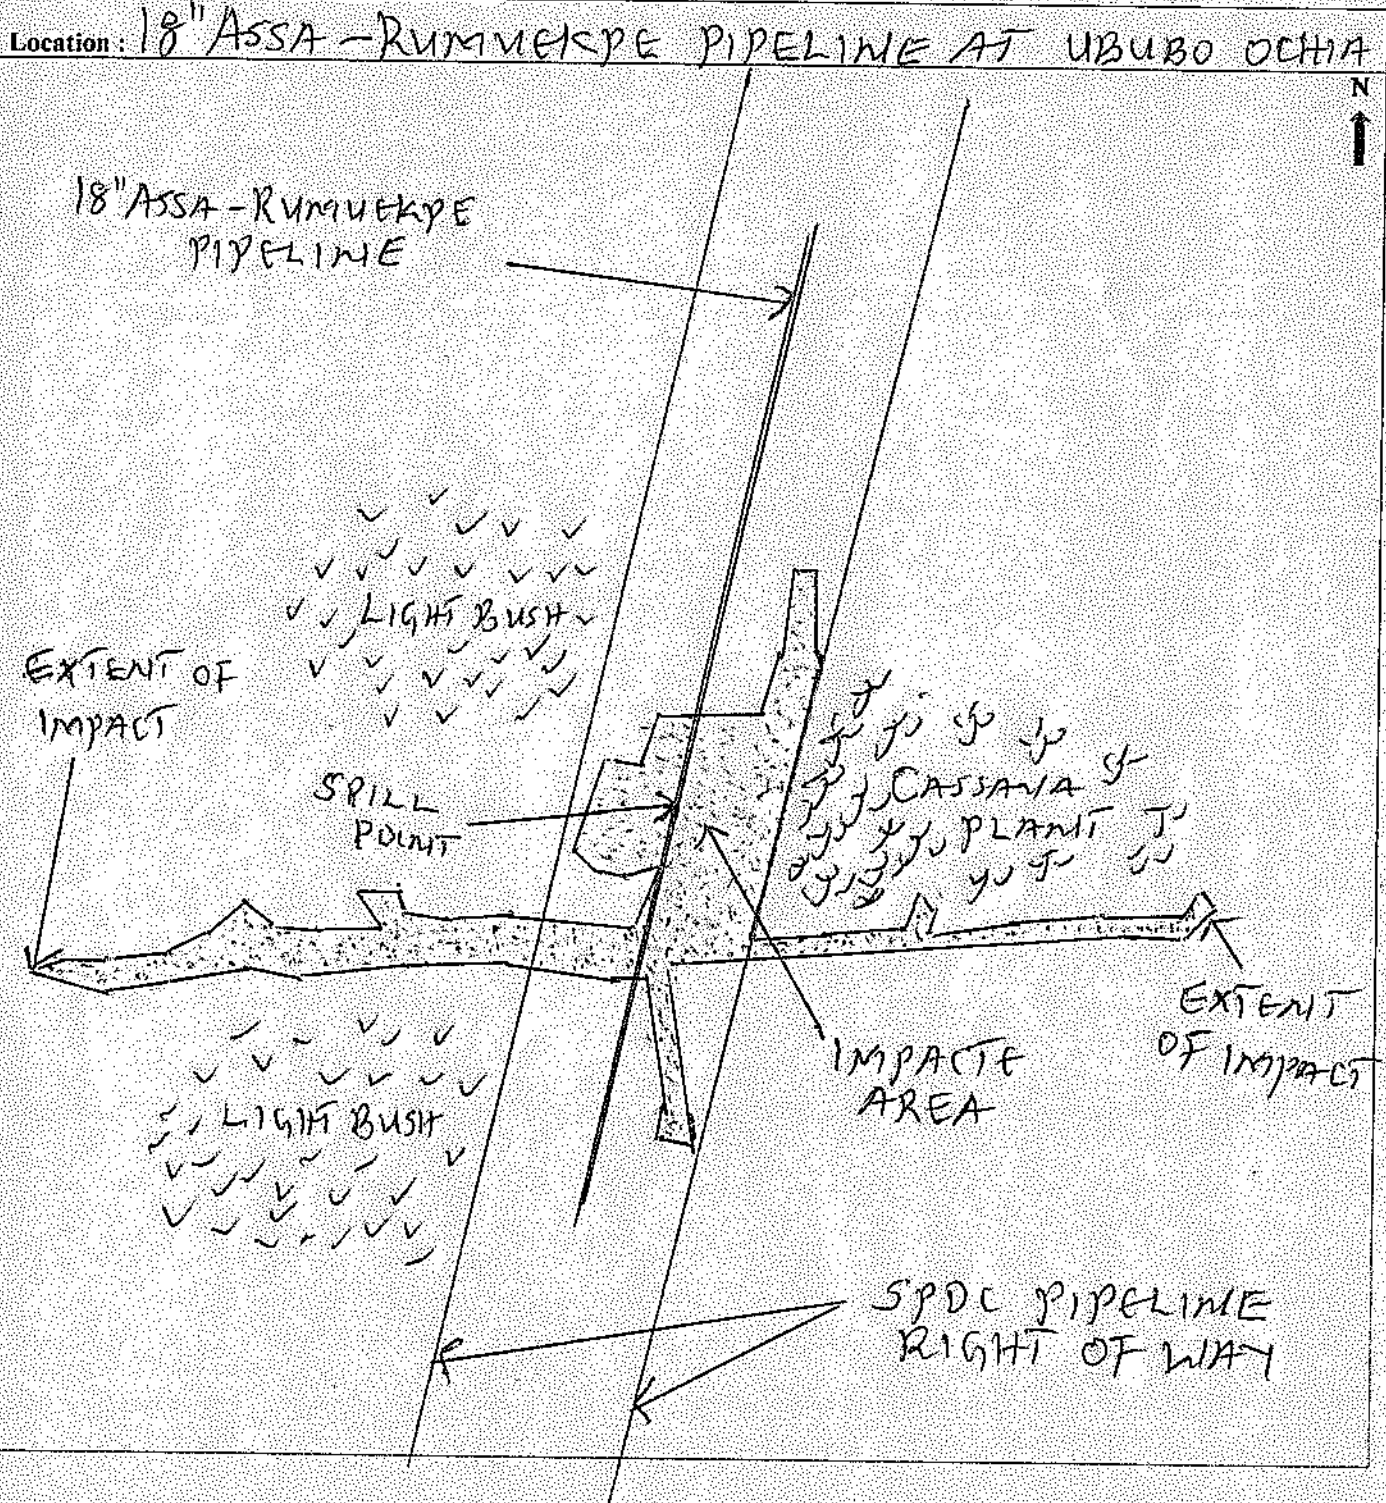 Location : 18" ASSA - RUMUEKPE PIPELINE AT UBUBO OCHIA
N
18" ASSA - RUMUEKPE
PIPELINE
LIGHT BUSH
EXTENT OF
IMPACT
SPILL
POINT
CASSAVA
PLANT
EXTENT
OF IMPACT
IMPACTE
AREA
LIGHT BUSH
SPDC PIPELINE
RIGHT OF WAY